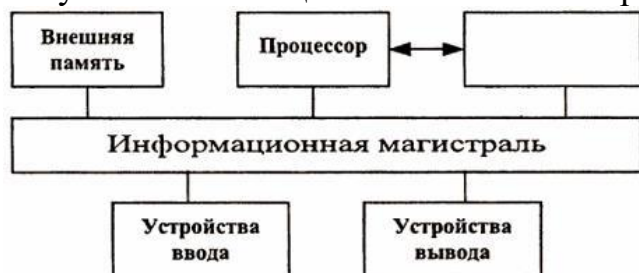 Внешняя
память
Процессор
Информационная магистраль
Устройства
ввода
Устройства
вывода